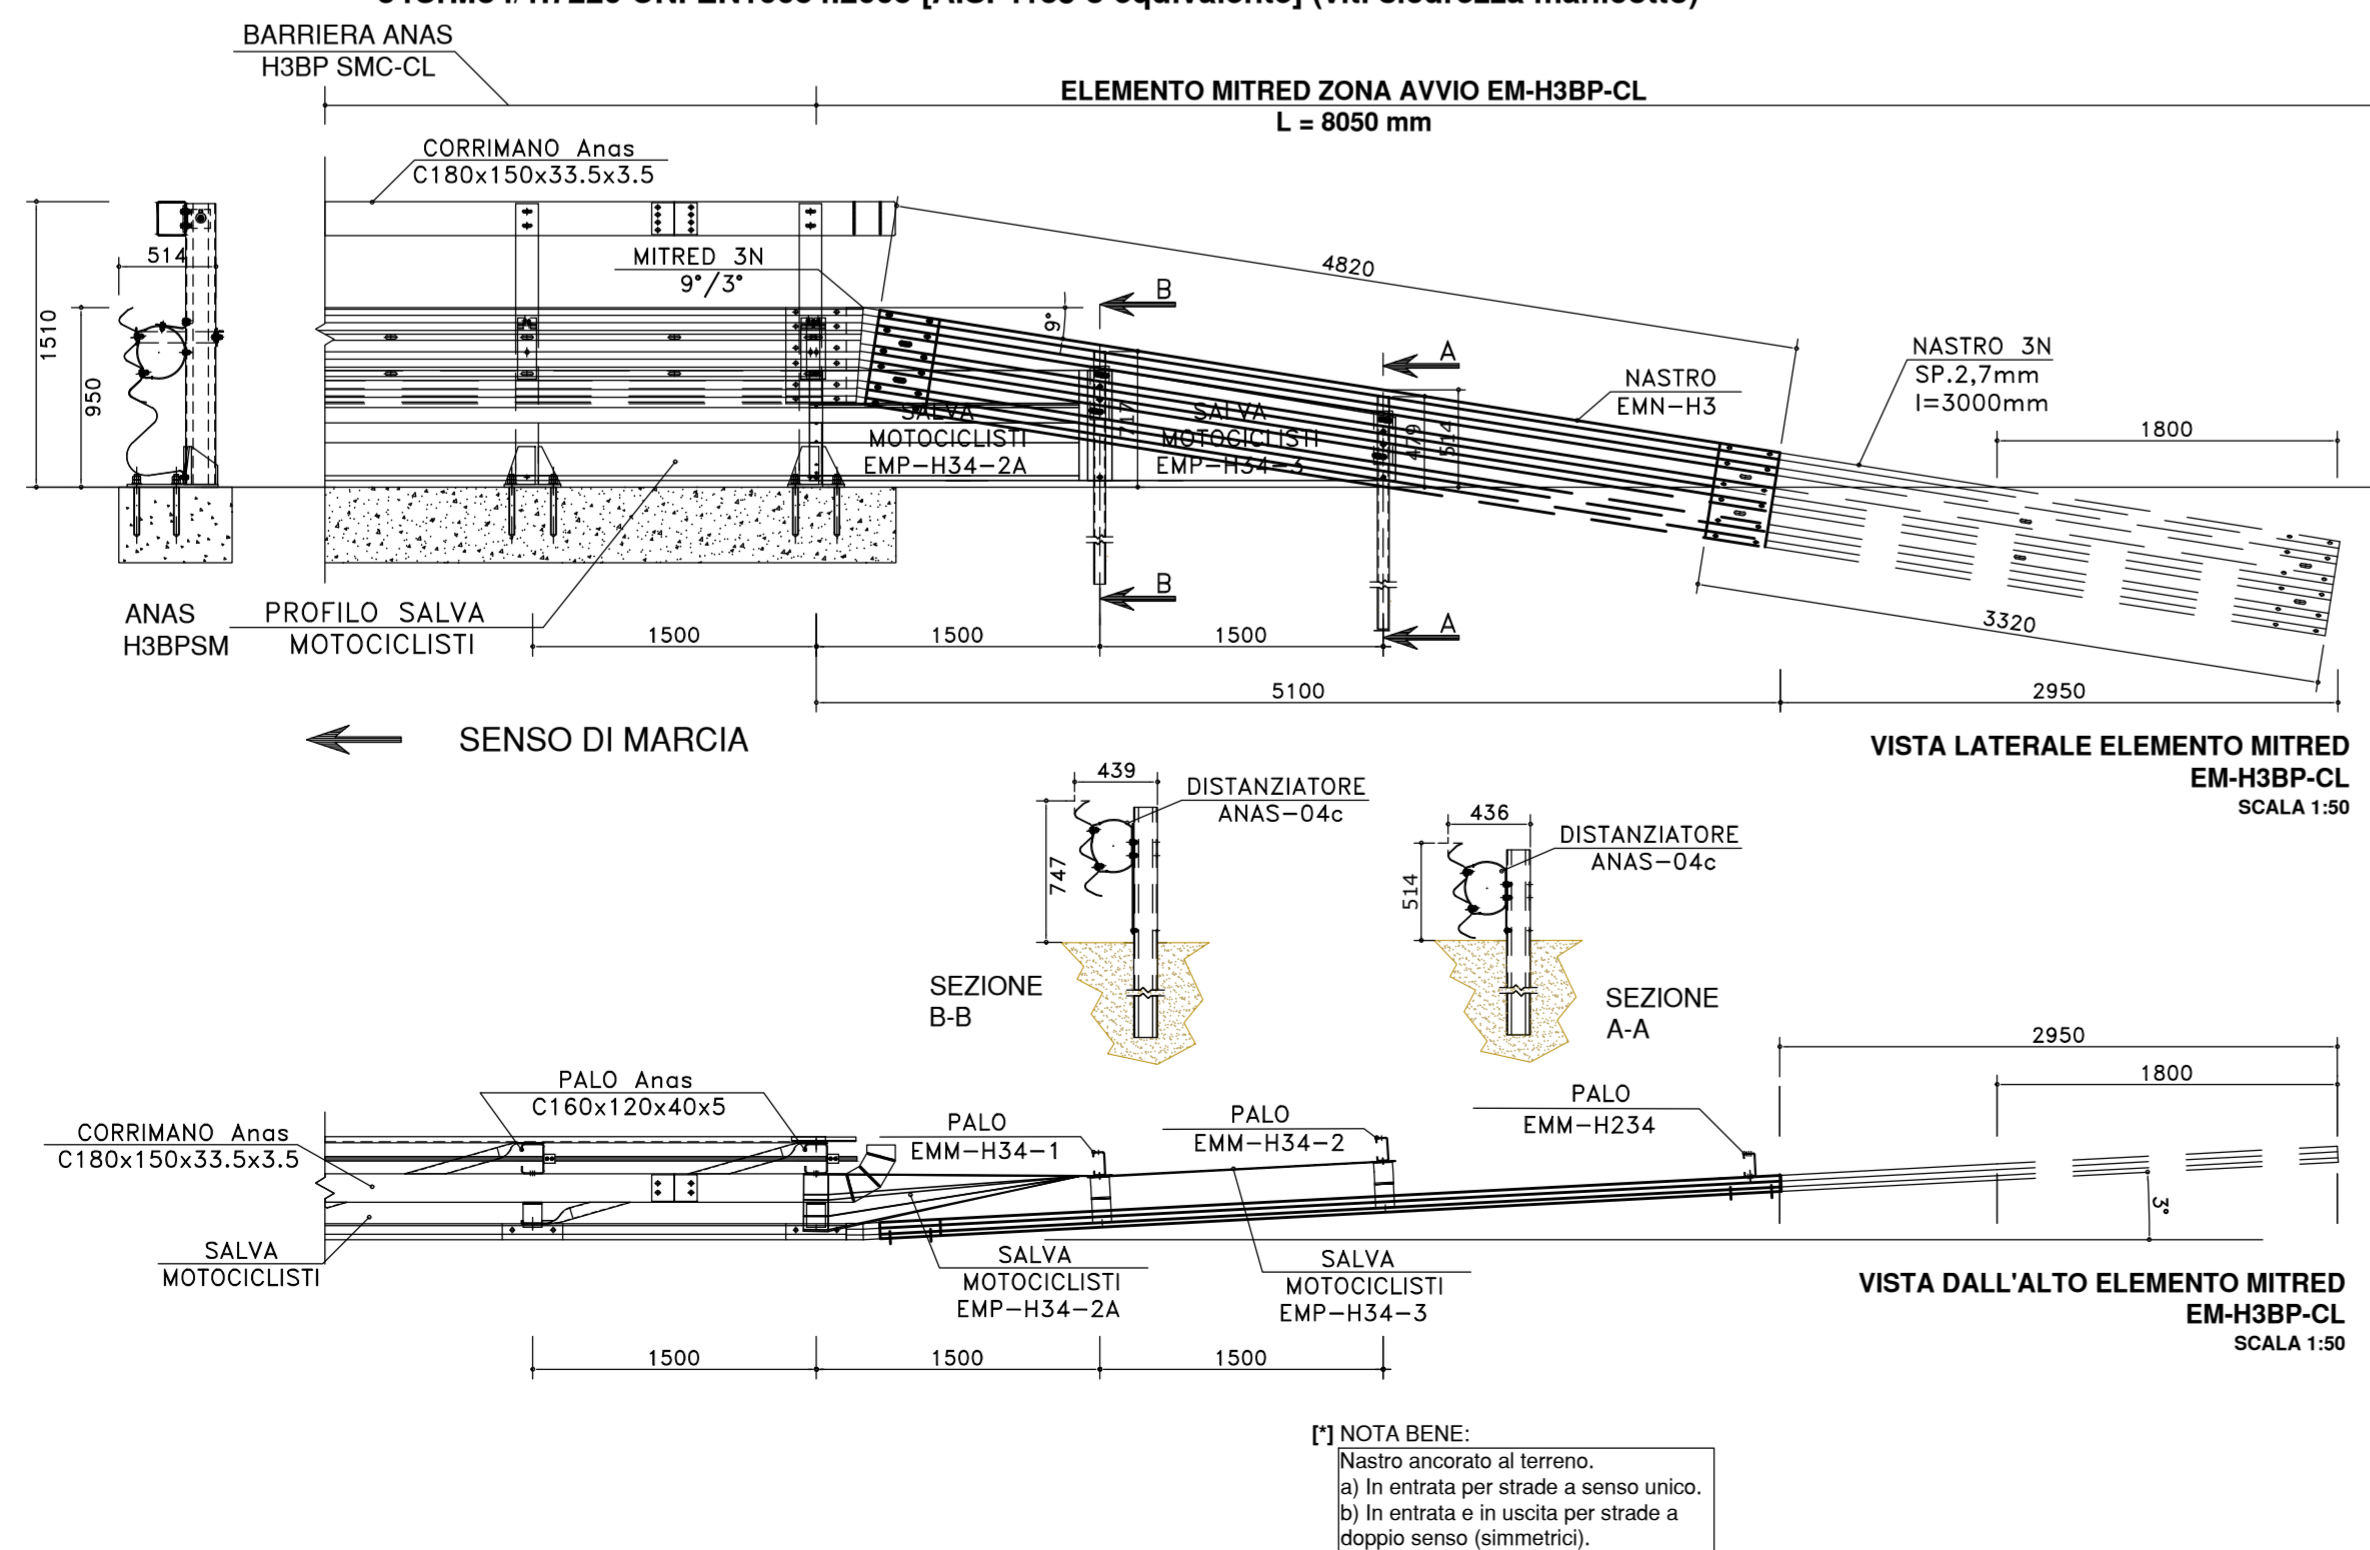 BARRIERA ANAS
H3BP SMC-CL
ELEMENTO MITRED ZONA AVVIO EM-H3BP-CL
L = 8050 mm
CORRIMANO Anas
C180x150x33.5x3.5
514
1510
950
MITRED 3N
9°/3°
4820
9°
B
A
NASTRO
EMN-H3
NASTRO 3N
SP.2,7mm
l=3000mm
1800
SALVA
MOTOCICLISTI
EMP-H34-2A
SALVA
MOTOCICLISTI
EMP-H34-3
479
514
B
A
3320
ANAS
H3BPSM
PROFILO SALVA
MOTOCICLISTI
1500
1500
1500
5100
2950
SENSO DI MARCIA
VISTA LATERALE ELEMENTO MITRED
EM-H3BP-CL
SCALA 1:50
439
DISTANZIATORE
ANAS-04c
747
SEZIONE
B-B
436
DISTANZIATORE
ANAS-04c
514
SEZIONE
A-A
2950
1800
PALO Anas
C160x120x40x5
CORRIMANO Anas
C180x150x33.5x3.5
PALO
EMM-H34-1
PALO
EMM-H34-2
PALO
EMM-H234
3°
SALVA
MOTOCICLISTI
SALVA
MOTOCICLISTI
EMP-H34-2A
SALVA
MOTOCICLISTI
EMP-H34-3
VISTA DALL'ALTO ELEMENTO MITRED
EM-H3BP-CL
SCALA 1:50
1500
1500
1500
[*] NOTA BENE:
Nastro ancorato al terreno.
a) In entrata per strade a senso unico.
b) In entrata e in uscita per strade a
doppio senso (simmetrici).